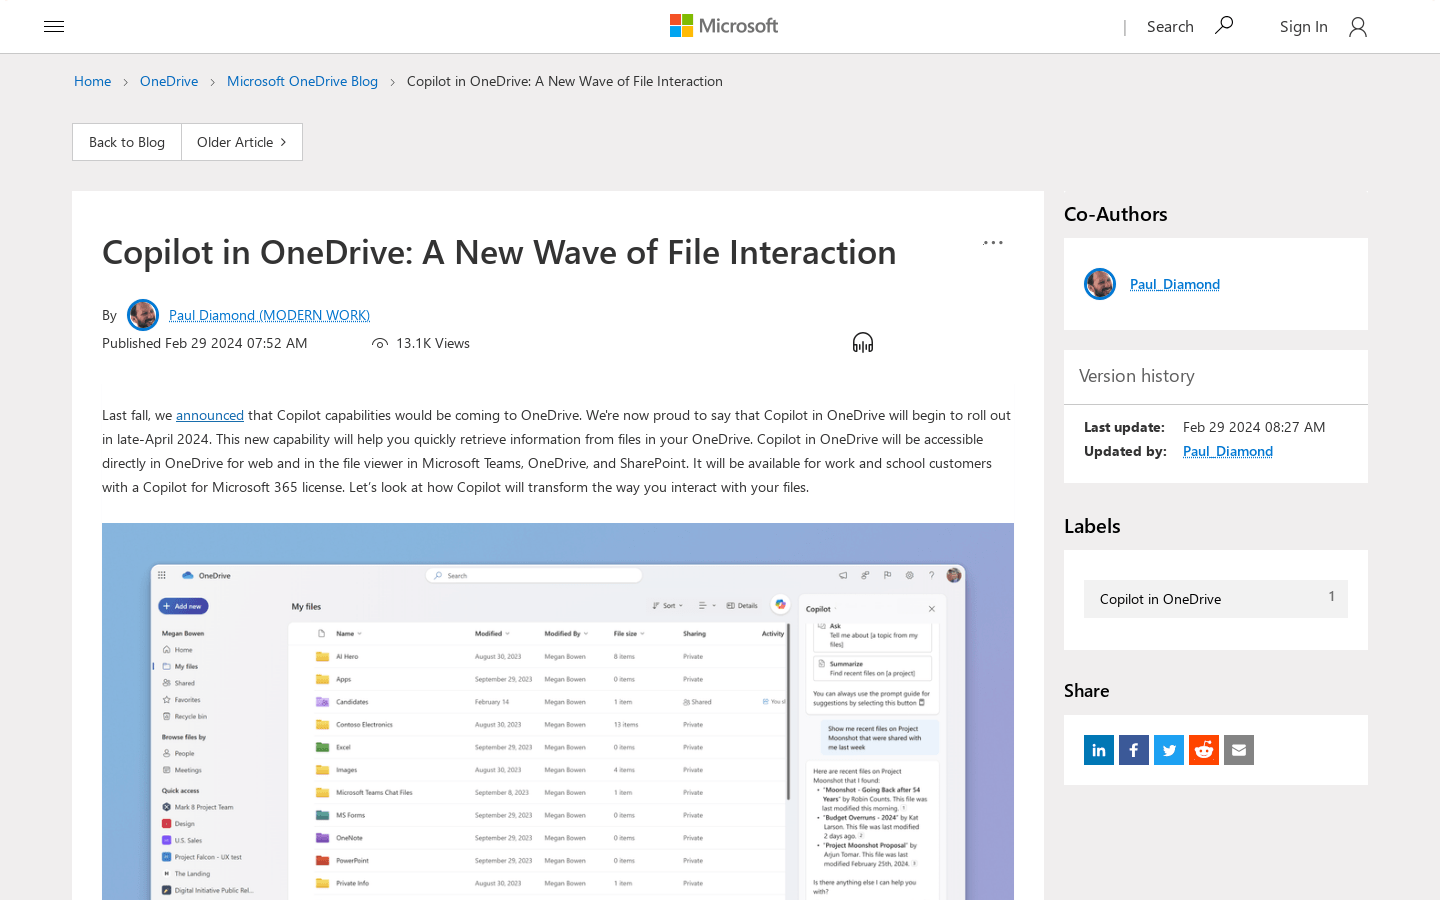 Microsoft
|
Search
Sign In
Home > OneDrive > Microsoft OneDrive Blog > Copilot in OneDrive: A New Wave of File Interaction
Back to Blog
Older Article >
Copilot in OneDrive: A New Wave of File Interaction
By Paul Diamond (MODERN WORK)
Published Feb 29 2024 07:52 AM
13.1K Views
Last fall, we announced that Copilot capabilities would be coming to OneDrive. We're now proud to say that Copilot in OneDrive will begin to roll out
in late-April 2024. This new capability will help you quickly retrieve information from files in your OneDrive. Copilot in OneDrive will be accessible
directly in OneDrive for web and in the file viewer in Microsoft Teams, OneDrive, and SharePoint. It will be available for work and school customers
with a Copilot for Microsoft 365 license. Let’s look at how Copilot will transform the way you interact with your files.
OneDrive
Search
?
Add new
Megan Bowen
Home
My files
Shared
Favorites
Recycle bin
Browse files by
People
Meetings
Quick access
Mark 8 Project Team
Design
U.S. Sales
Project Falcon - UX test
The Landing
Digital Initiative Public Rel...
My files
Sort
Details
Name Modified Modified By File size Sharing Activity
AI Hero August 30, 2023 Megan Bowen 8 items Private
Apps September 29, 2023 Megan Bowen 0 items Private
Candidates February 14 Megan Bowen 1 item Shared You d
Contoso Electronics August 30, 2023 Megan Bowen 13 items Private
Excel September 29, 2023 Megan Bowen 0 items Private
Images August 30, 2023 Megan Bowen 4 items Private
Microsoft Teams Chat Files September 8, 2023 Megan Bowen 1 item Private
MS Forms September 29, 2023 Megan Bowen 0 items Private
OneNote September 29, 2023 Megan Bowen 0 items Private
PowerPoint September 29, 2023 Megan Bowen 0 items Private
Private Info August 30, 2023 Megan Bowen 1 item Private
Copilot
Ask
Tell me about [a topic from my
files]
Summarize
Find recent files on [a project]
You can always use the prompt guide for
suggestions by selecting this button
Show me recent files on Project
Moonshot that were shared with
me last week
Here are recent files on Project
Moonshot that I found:
• "Moonshot - Going Back after 54
Years" by Robin Counts. This file was
last modified this morning. 1
• "Budget Overruns - 2024" by Kat
Larson. This file was last modified
2 days ago. 2
• "Project Moonshot Proposal" by
Arjun Tomar. This file was last
modified February 25th, 2024. 3
Is there anything else I can help you
with?
Co-Authors
Paul_Diamond
Version history
Last update: Feb 29 2024 08:27 AM
Updated by: Paul_Diamond
Labels
Copilot in OneDrive 1
Share